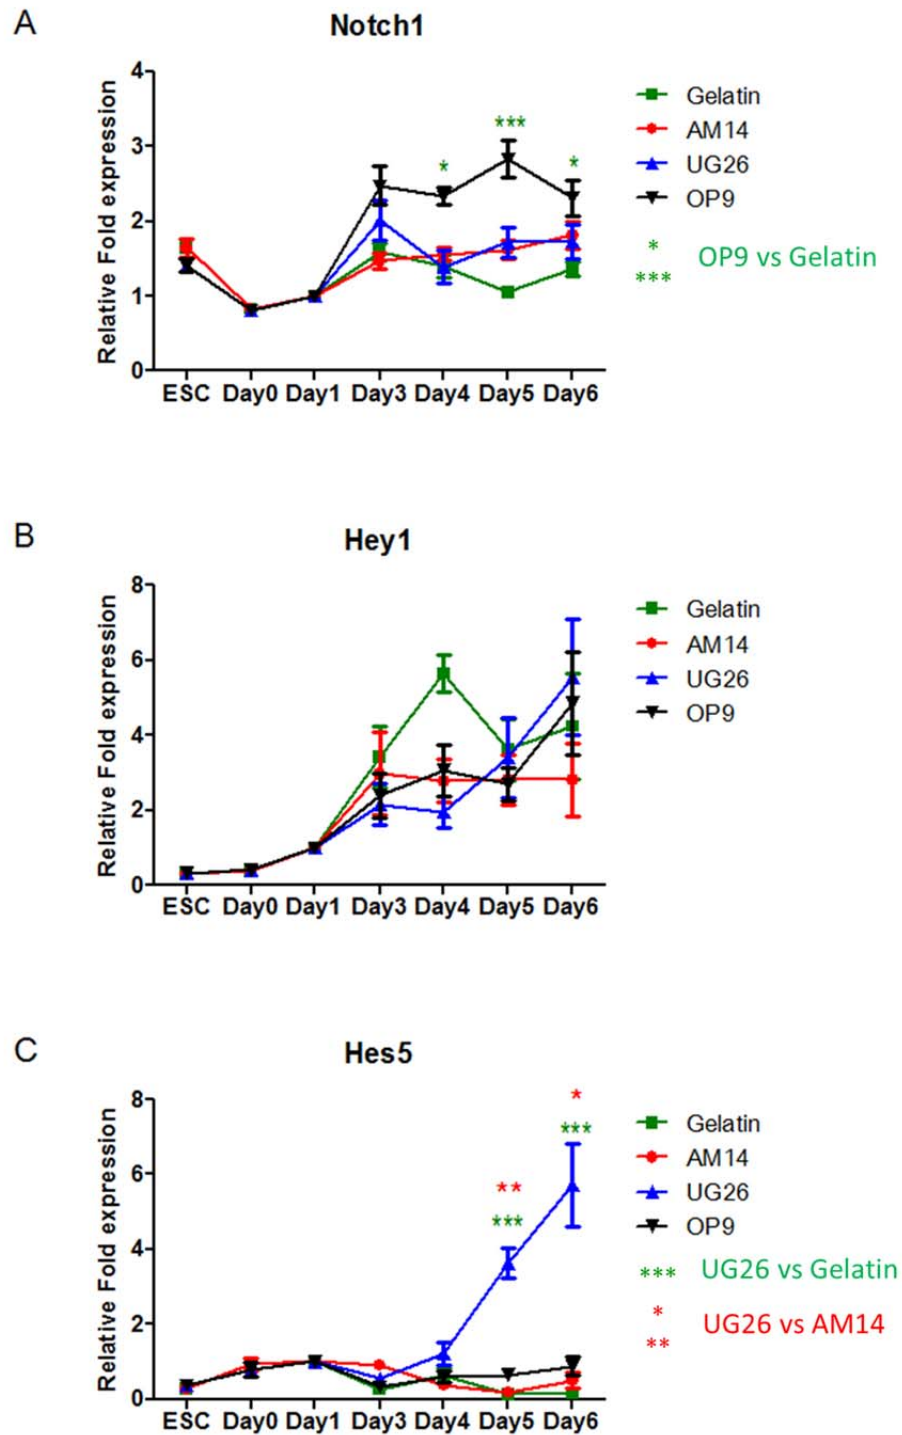 A
Notch1
Relative Fold expression
4
3
2
1
0
ESC Day0 Day1 Day3 Day4 Day5 Day6
*
***
*
Gelatin
AM14
UG26
OP9
*
***
OP9 vs Gelatin
B
Hey1
Relative Fold expression
8
6
4
2
0
ESC Day0 Day1 Day3 Day4 Day5 Day6
Gelatin
AM14
UG26
OP9
C
Hes5
Relative Fold expression
8
6
4
2
0
ESC Day0 Day1 Day3 Day4 Day5 Day6
**
***
*
***
Gelatin
AM14
UG26
OP9
*** UG26 vs Gelatin
*
**
UG26 vs AM14